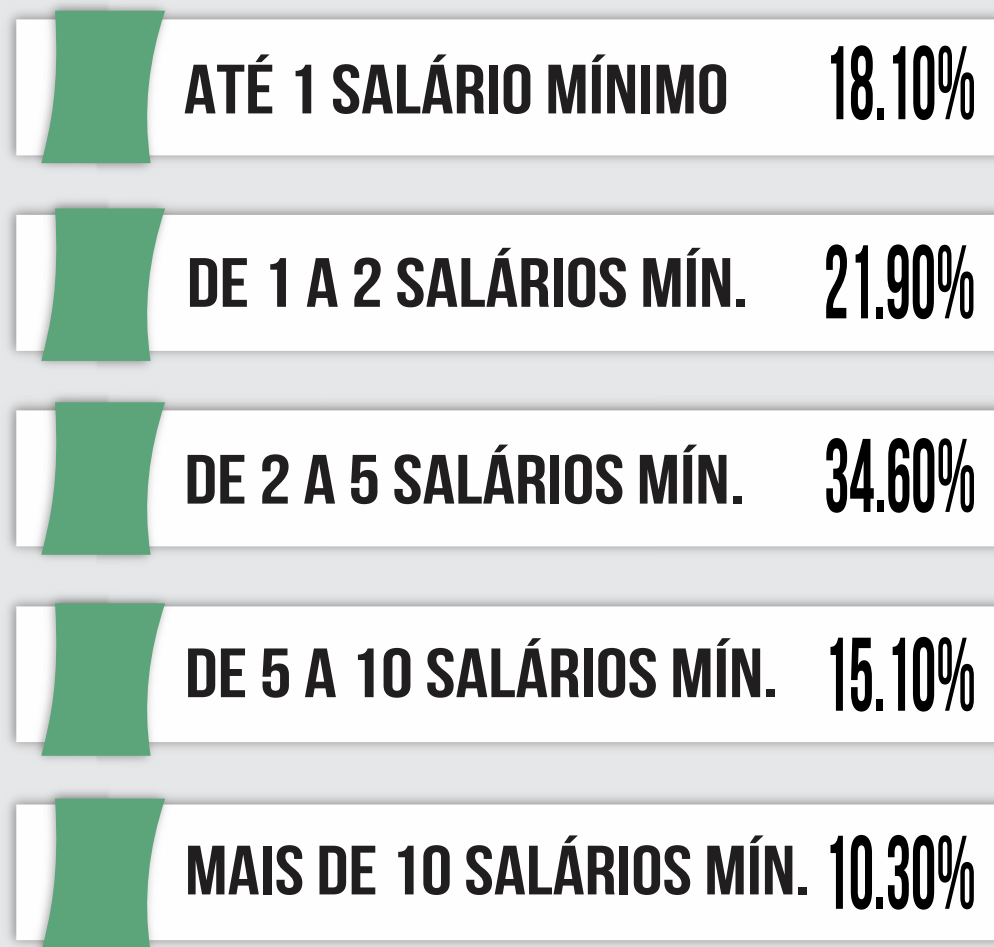 ATÉ 1 SALÁRIO MÍNIMO 18.10%
DE 1 A 2 SALÁRIOS MÍN. 21.90%
DE 2 A 5 SALÁRIOS MÍN. 34.60%
DE 5 A 10 SALÁRIOS MÍN. 15.10%
MAIS DE 10 SALÁRIOS MÍN. 10.30%